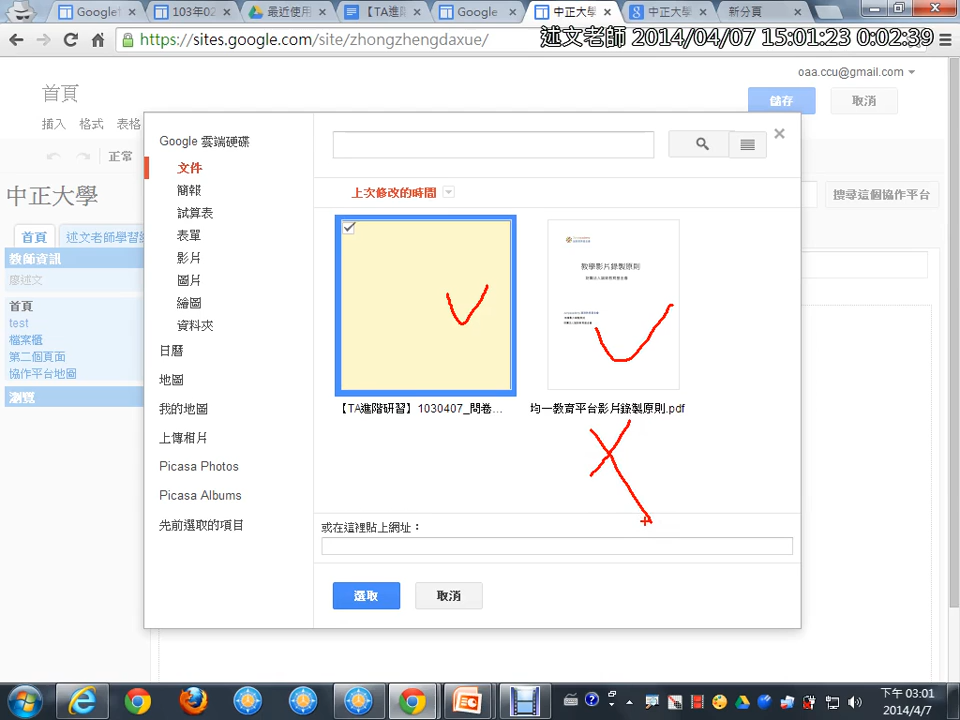 Google
103年02
最近使用
【TA進階
Google
中正大學
中正大學
新分頁
https://sites.google.com/site/zhongzhengdaxue/
述文老師 2014/04/07 15:01:23 0:02:39
oaa.ccu@gmail.com
首頁
儲存
取消
插入 格式 表格
正常
中正大學
搜尋這個協作平台
首頁
述文老師學習
教師資訊
廖述文
首頁
test
檔案櫃
第二個頁面
協作平台地圖
瀏覽
Google 雲端硬碟
文件
簡報
試算表
表單
影片
圖片
繪圖
資料夾
日曆
地圖
我的地圖
上傳相片
Picasa Photos
Picasa Albums
先前選取的項目
上次修改的時間
教學影片錄製原則
【TA進階研習】1030407_問卷...
均一教育平台影片錄製原則.pdf
或在這裡貼上網址：
選取
取消
下午 03:01
2014/4/7